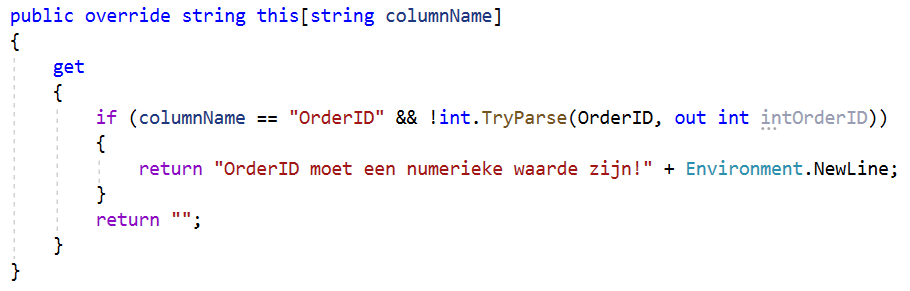 public override string this[string columnName]
{
    get
    {
        if (columnName == "OrderID" && !int.TryParse(OrderID, out int intOrderID))
        {
            return "OrderID moet een numerieke waarde zijn!" + Environment.NewLine;
        }
        return "";
    }
}